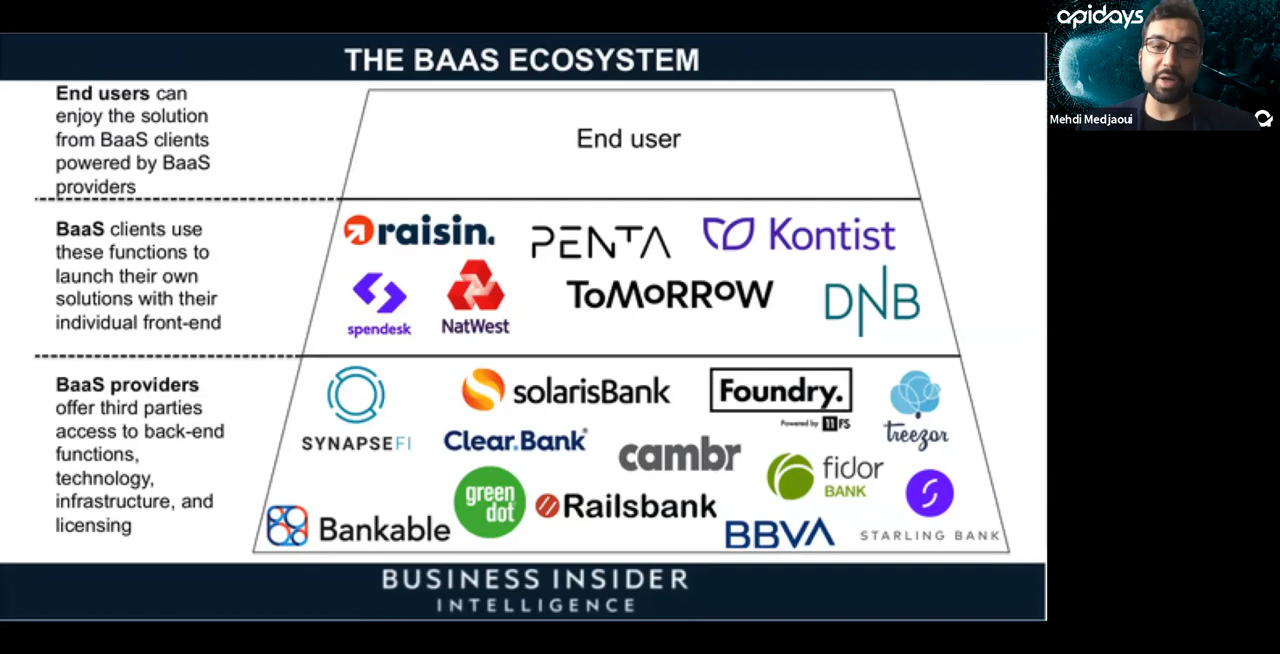 THE BAAS ECOSYSTEM
apidays
Mehdi Medjaoui
End users can
enjoy the solution
from BaaS clients
powered by BaaS
providers
End user
BaaS clients use
these functions to
launch their own
solutions with their
individual front-end
raisin.
PENTA
Kontist
spendesk
NatWest
ToMoRRoW
DNB
BaaS providers
offer third parties
access to back-end
functions,
technology,
infrastructure, and
licensing
SYNAPSEFI
solarisBank
Foundry.
Powered by 11FS
treezor
Clear.Bank
cambr
fidor
BANK
green
dot
Railsbank
Bankable
BBVA
STARLING BANK
BUSINESS INSIDER
INTELLIGENCE